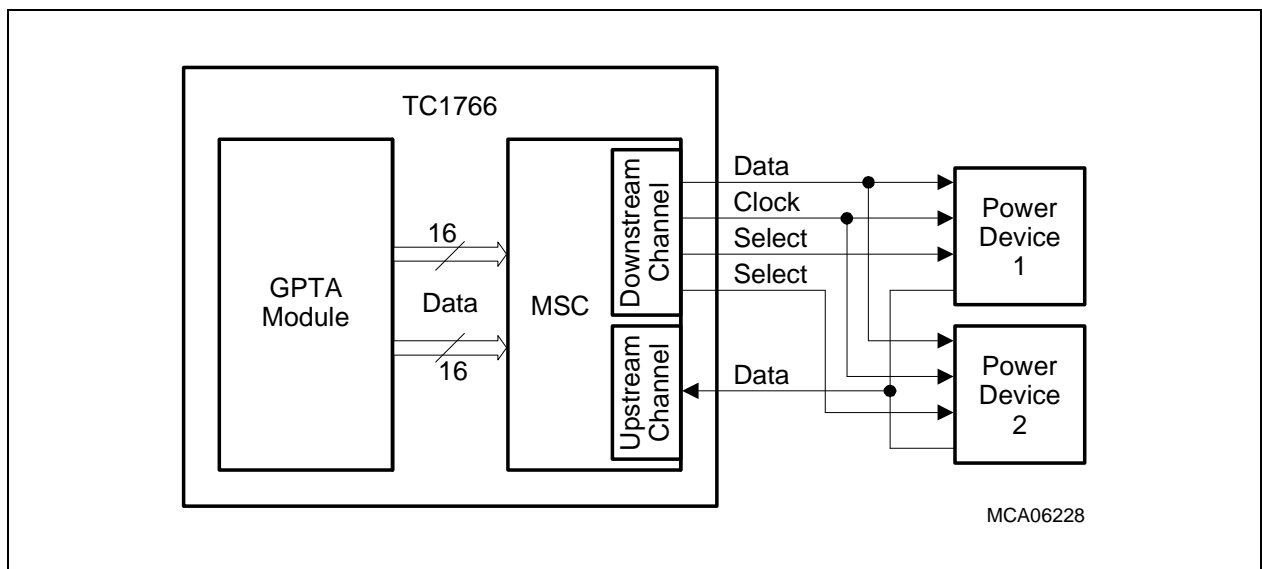 TC1766
GPTA
Module
16
Data
16
MSC
Downstream
Channel
Upstream
Channel
Data
Clock
Select
Select
Data
Power
Device
1
Power
Device
2
MCA06228